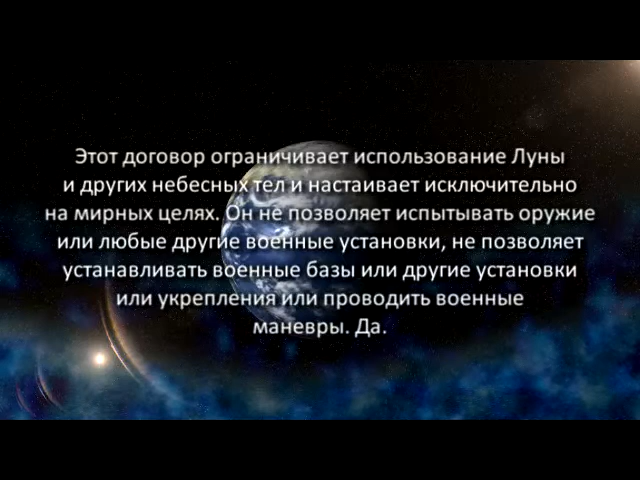 Этот договор ограничивает использование Луны
и других небесных тел и настаивает исключительно
на мирных целях. Он не позволяет испытывать оружие
или любые другие военные установки, не позволяет
устанавливать военные базы или другие установки
или укрепления или проводить военные
маневры. Да.